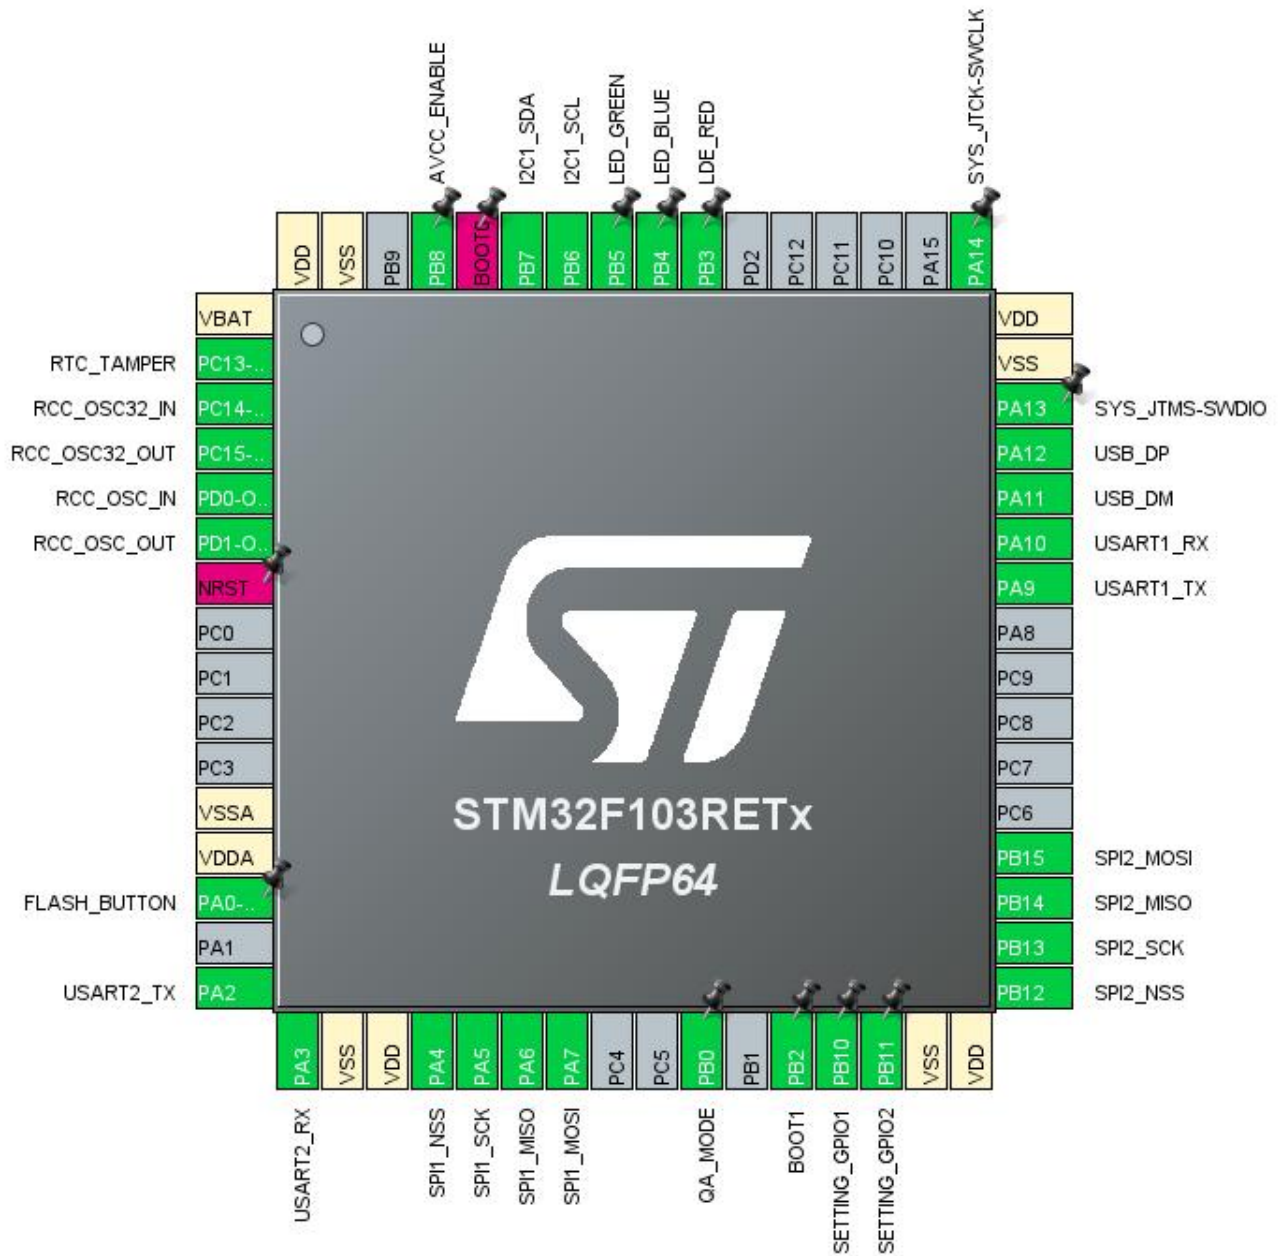 AVCC_ENABLE
I2C1_SDA
I2C1_SCL
LED_GREEN
LED_BLUE
LDE_RED
SYS_JTCK-SWCLK
VDD
VSS
PB9
PB8
BOOT0
PB7
PB6
PB5
PB4
PB3
PD2
PC12
PC11
PC10
PA15
PA14
VBAT
RTC_TAMPER PC13-..
RCC_OSC32_IN PC14-..
RCC_OSC32_OUT PC15-..
RCC_OSC_IN PD0-O..
RCC_OSC_OUT PD1-O..
NRST
PC0
PC1
PC2
PC3
VSSA
VDDA
FLASH_BUTTON PA0-..
PA1
USART2_TX PA2
STM32F103RETx
LQFP64
VDD
VSS
PA13 SYS_JTMS-SWDIO
PA12 USB_DP
PA11 USB_DM
PA10 USART1_RX
PA9 USART1_TX
PA8
PC9
PC8
PC7
PC6
PB15 SPI2_MOSI
PB14 SPI2_MISO
PB13 SPI2_SCK
PB12 SPI2_NSS
PA3
VSS
VDD
PA4
PA5
PA6
PA7
PC4
PC5
PB0
PB1
PB2
PB10
PB11
VSS
VDD
USART2_RX
SPI1_NSS
SPI1_SCK
SPI1_MISO
SPI1_MOSI
QA_MODE
BOOT1
SETTING_GPIO1
SETTING_GPIO2